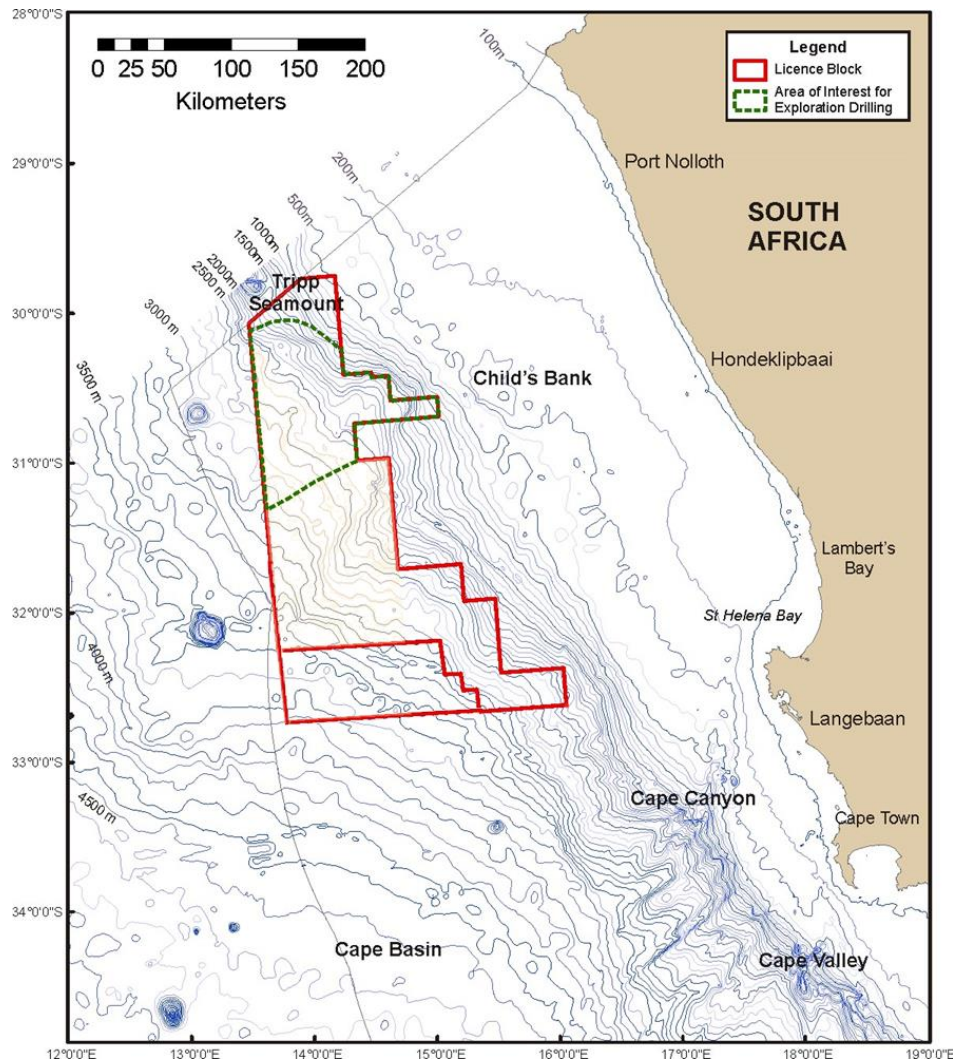 28°0'0"S
29°0'0"S
30°0'0"S
31°0'0"S
32°0'0"S
33°0'0"S
34°0'0"S
0 25 50 100 150 200
Kilometers
100m
Legend
Licence Block
Area of Interest for
Exploration Drilling
Port Nolloth
SOUTH
AFRICA
200m
500m
1000m
1500m
2000m
2500 m
3000 m
3500 m
4000 m
4500 m
Tripp
Seamount
Child's Bank
Hondeklipbaai
Lambert's
Bay
St Helena Bay
Langebaan
Cape Canyon
Cape Town
Cape Basin
Cape Valley
12°0'0"E 13°0'0"E 14°0'0"E 15°0'0"E 16°0'0"E 17°0'0"E 18°0'0"E 19°0'0"E